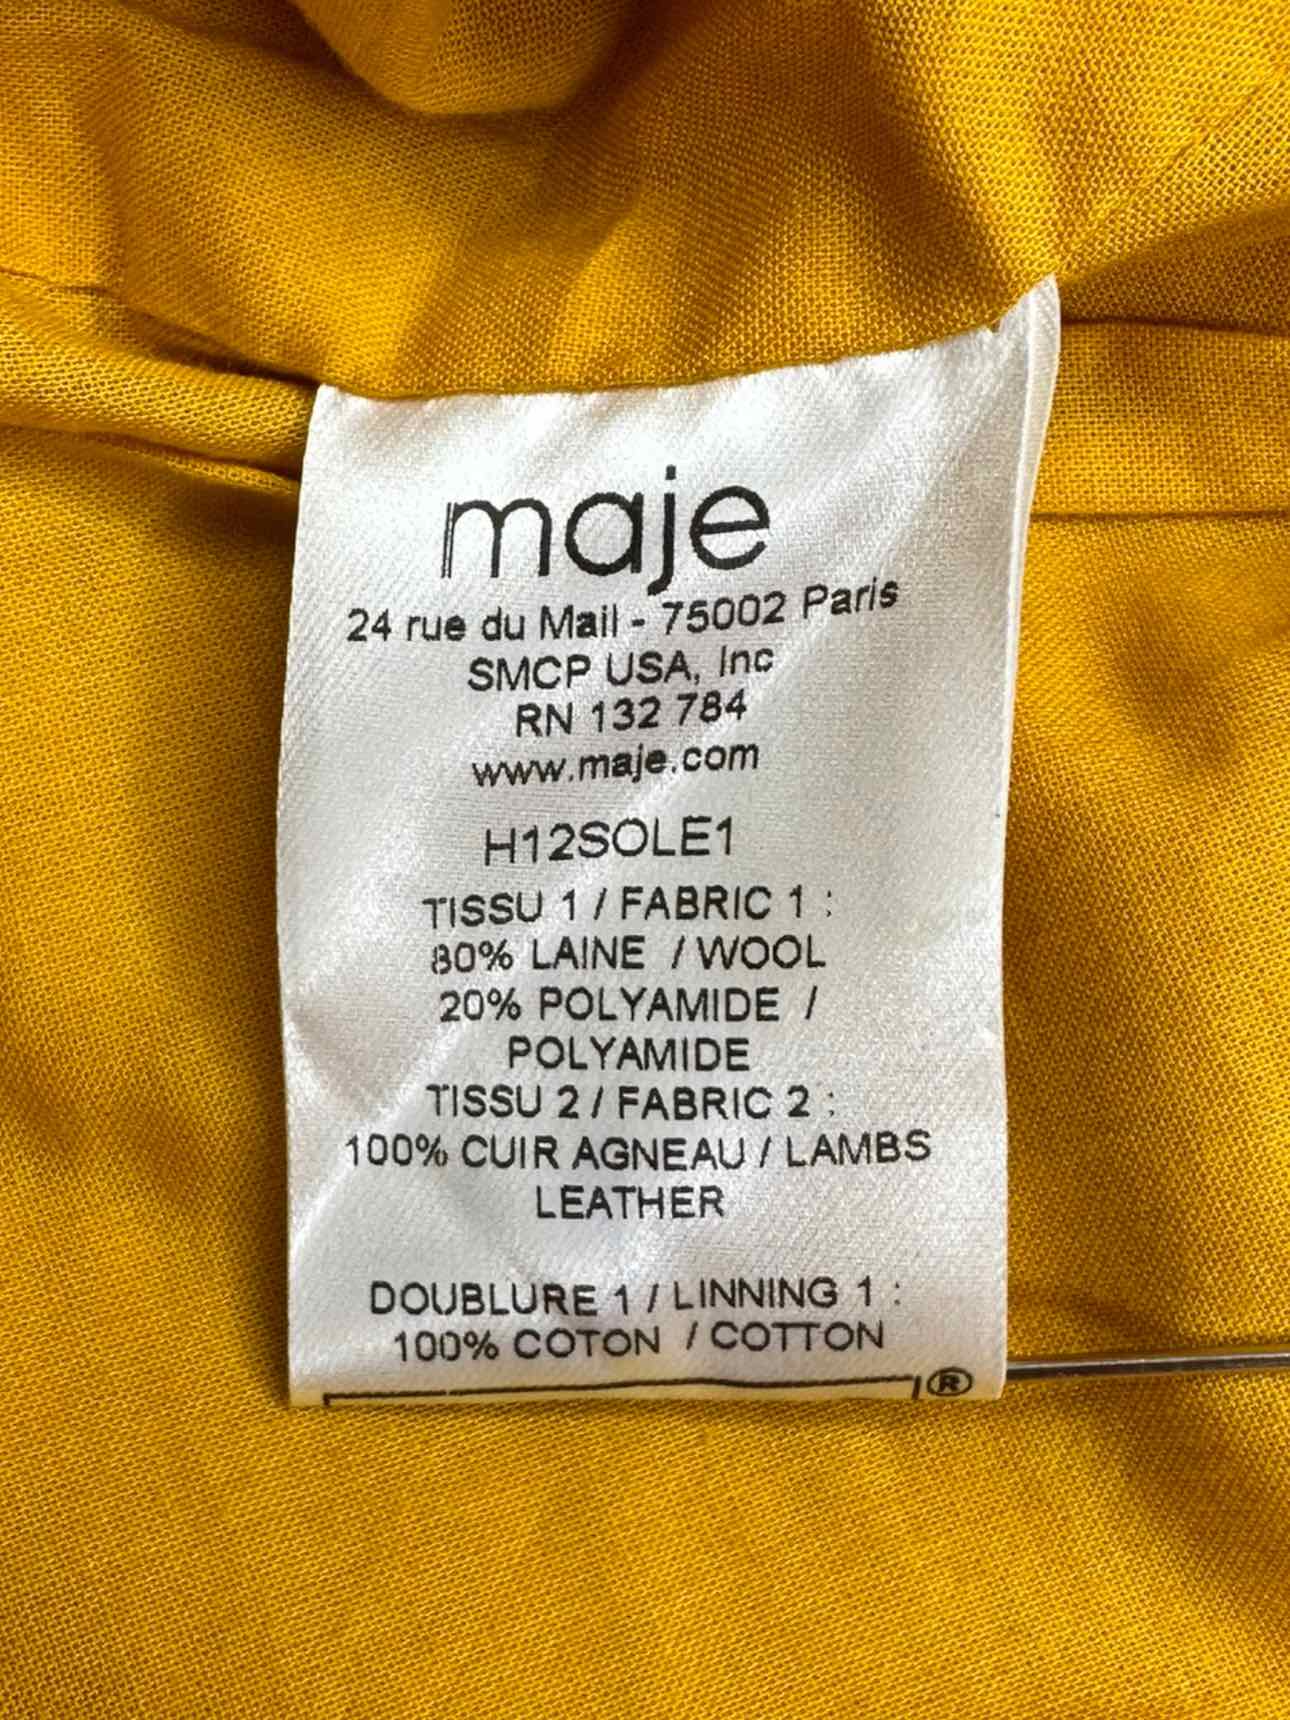 maje
24 rue du Mail - 75002 Paris
SMCP USA, Inc
RN 132 784
www.maje.com
H12SOLE1
TISSU 1 / FABRIC 1 :
80% LAINE / WOOL
20% POLYAMIDE /
POLYAMIDE
TISSU 2 / FABRIC 2 :
100% CUIR AGNEAU / LAMBS
LEATHER
DOUBLURE 1 / LINNING 1 :
100% COTON / COTTON
®